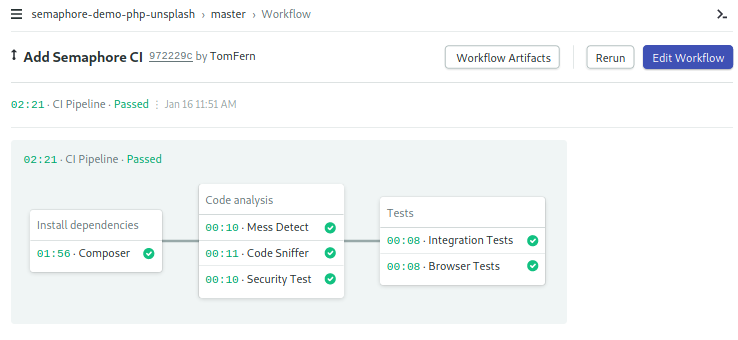 semaphore-demo-php-unsplash › master › Workflow
Add Semaphore CI 972229c by TomFern
Workflow Artifacts
Rerun
Edit Workflow
02:21 · CI Pipeline · Passed ⋮ Jan 16 11:51 AM
02:21 · CI Pipeline · Passed
Install dependencies
01:56 · Composer
Code analysis
00:10 · Mess Detect
00:11 · Code Sniffer
00:10 · Security Test
Tests
00:08 · Integration Tests
00:08 · Browser Tests